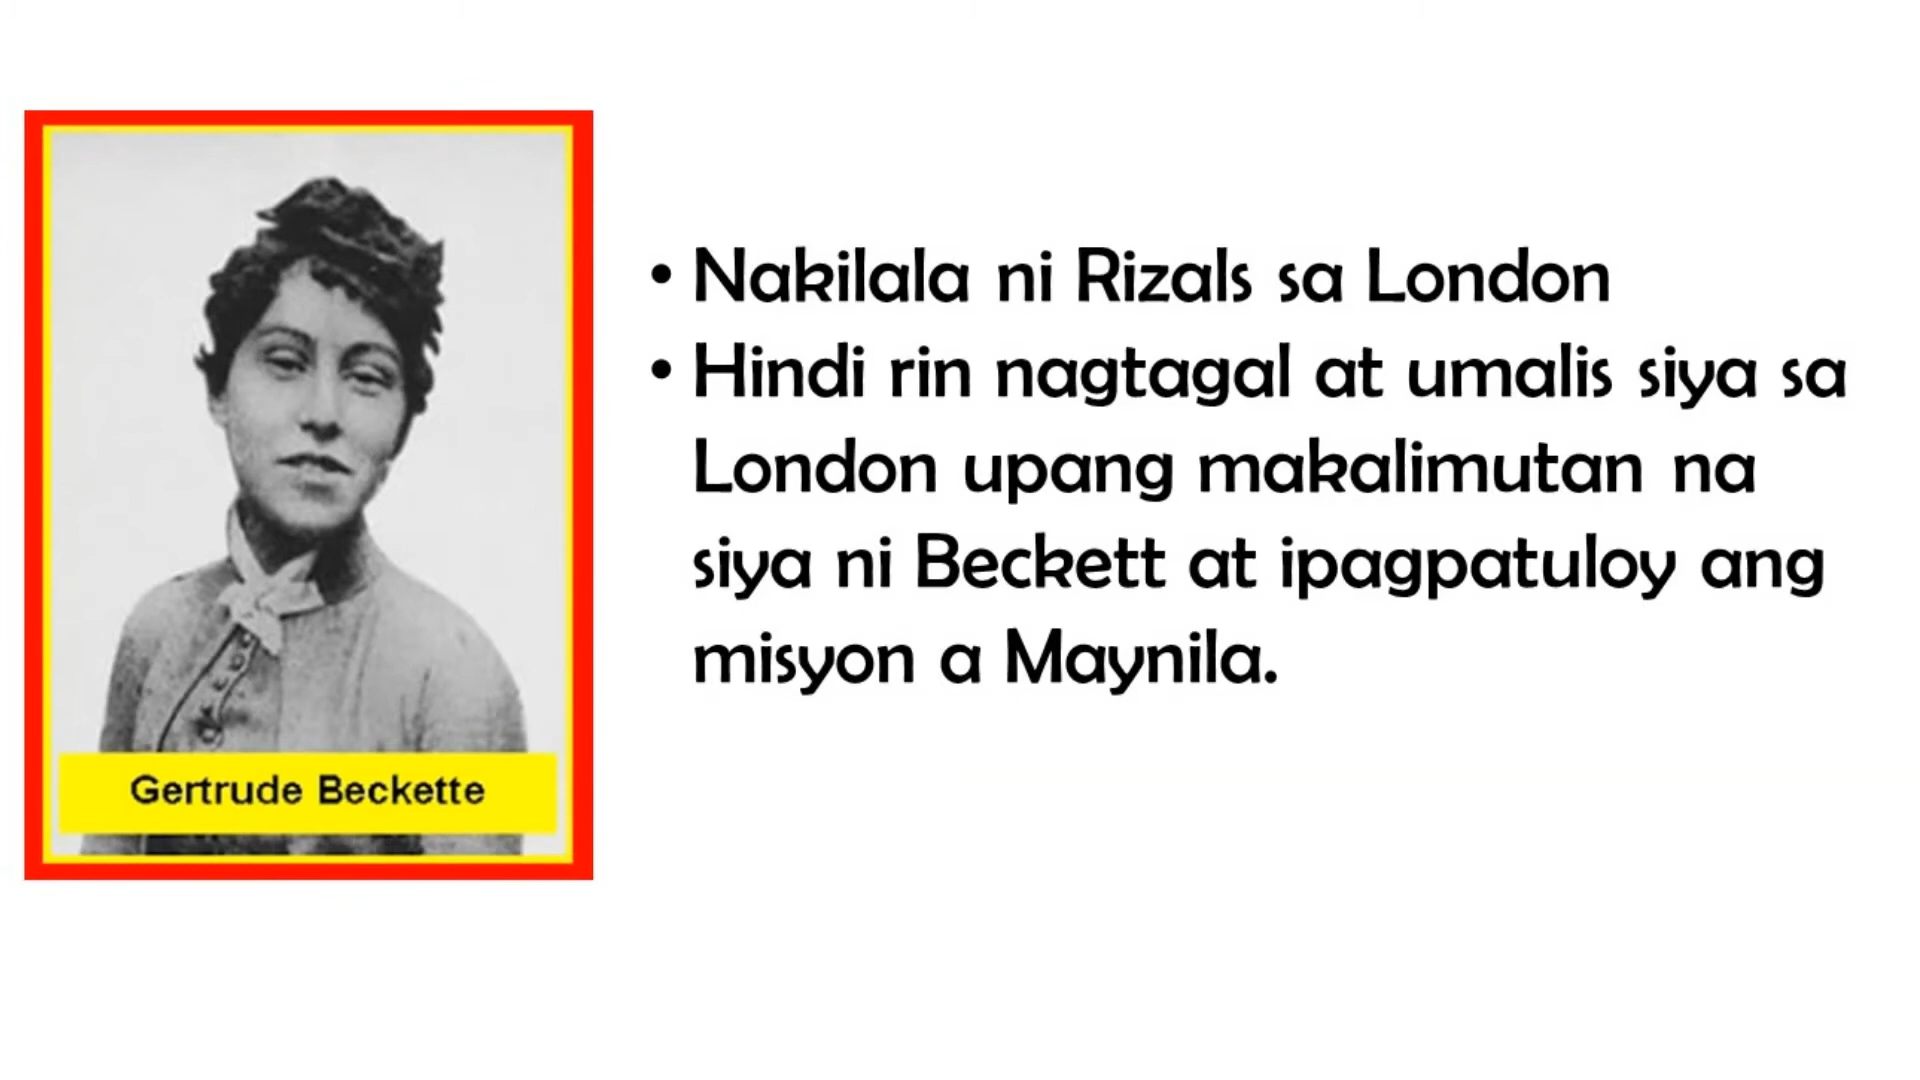 • Nakilala ni Rizals sa London
• Hindi rin nagtagal at umalis siya sa
London upang makalimutan na
siya ni Beckett at ipagpatuloy ang
misyon a Maynila.
Gertrude Beckette